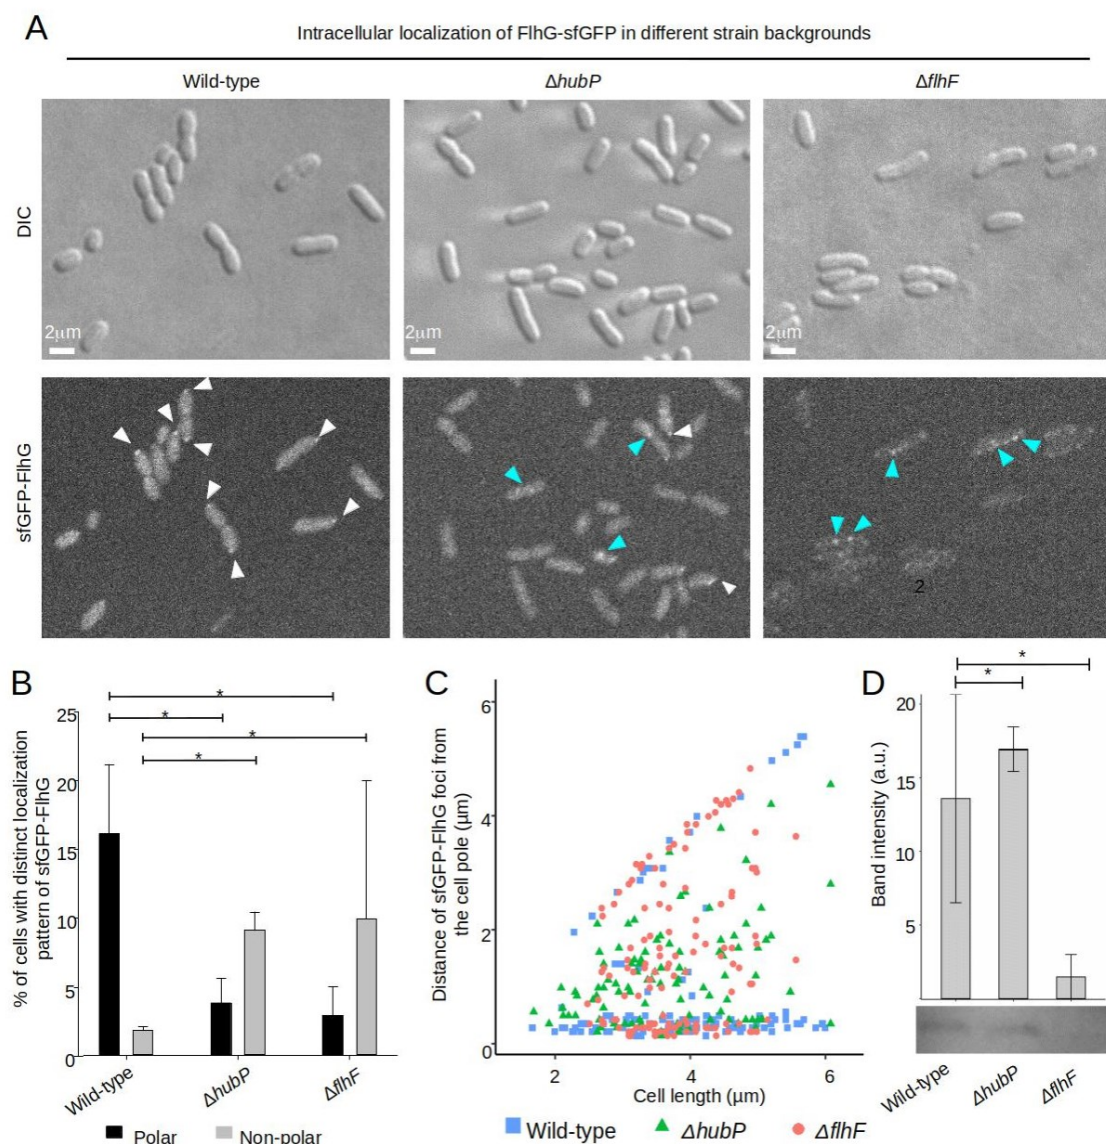 A
Intracellular localization of FlhG-sfGFP in different strain backgrounds
Wild-type
ΔhubP
ΔflhF
DIC
2μm
2μm
2μm
sfGFP-FlhG
2
B
% of cells with distinct localization
pattern of sfGFP-FlhG
25
20
15
10
5
0
*
*
*
*
Wild-type
ΔhubP
ΔflhF
Polar
Non-polar
C
Distance of sfGFP-FlhG foci from
the cell pole (µm)
6
4
2
0
2
4
6
Cell length (µm)
Wild-type
ΔhubP
ΔflhF
D
Band intensity (a.u.)
*
*
20
15
10
5
Wild-type
ΔhubP
ΔflhF